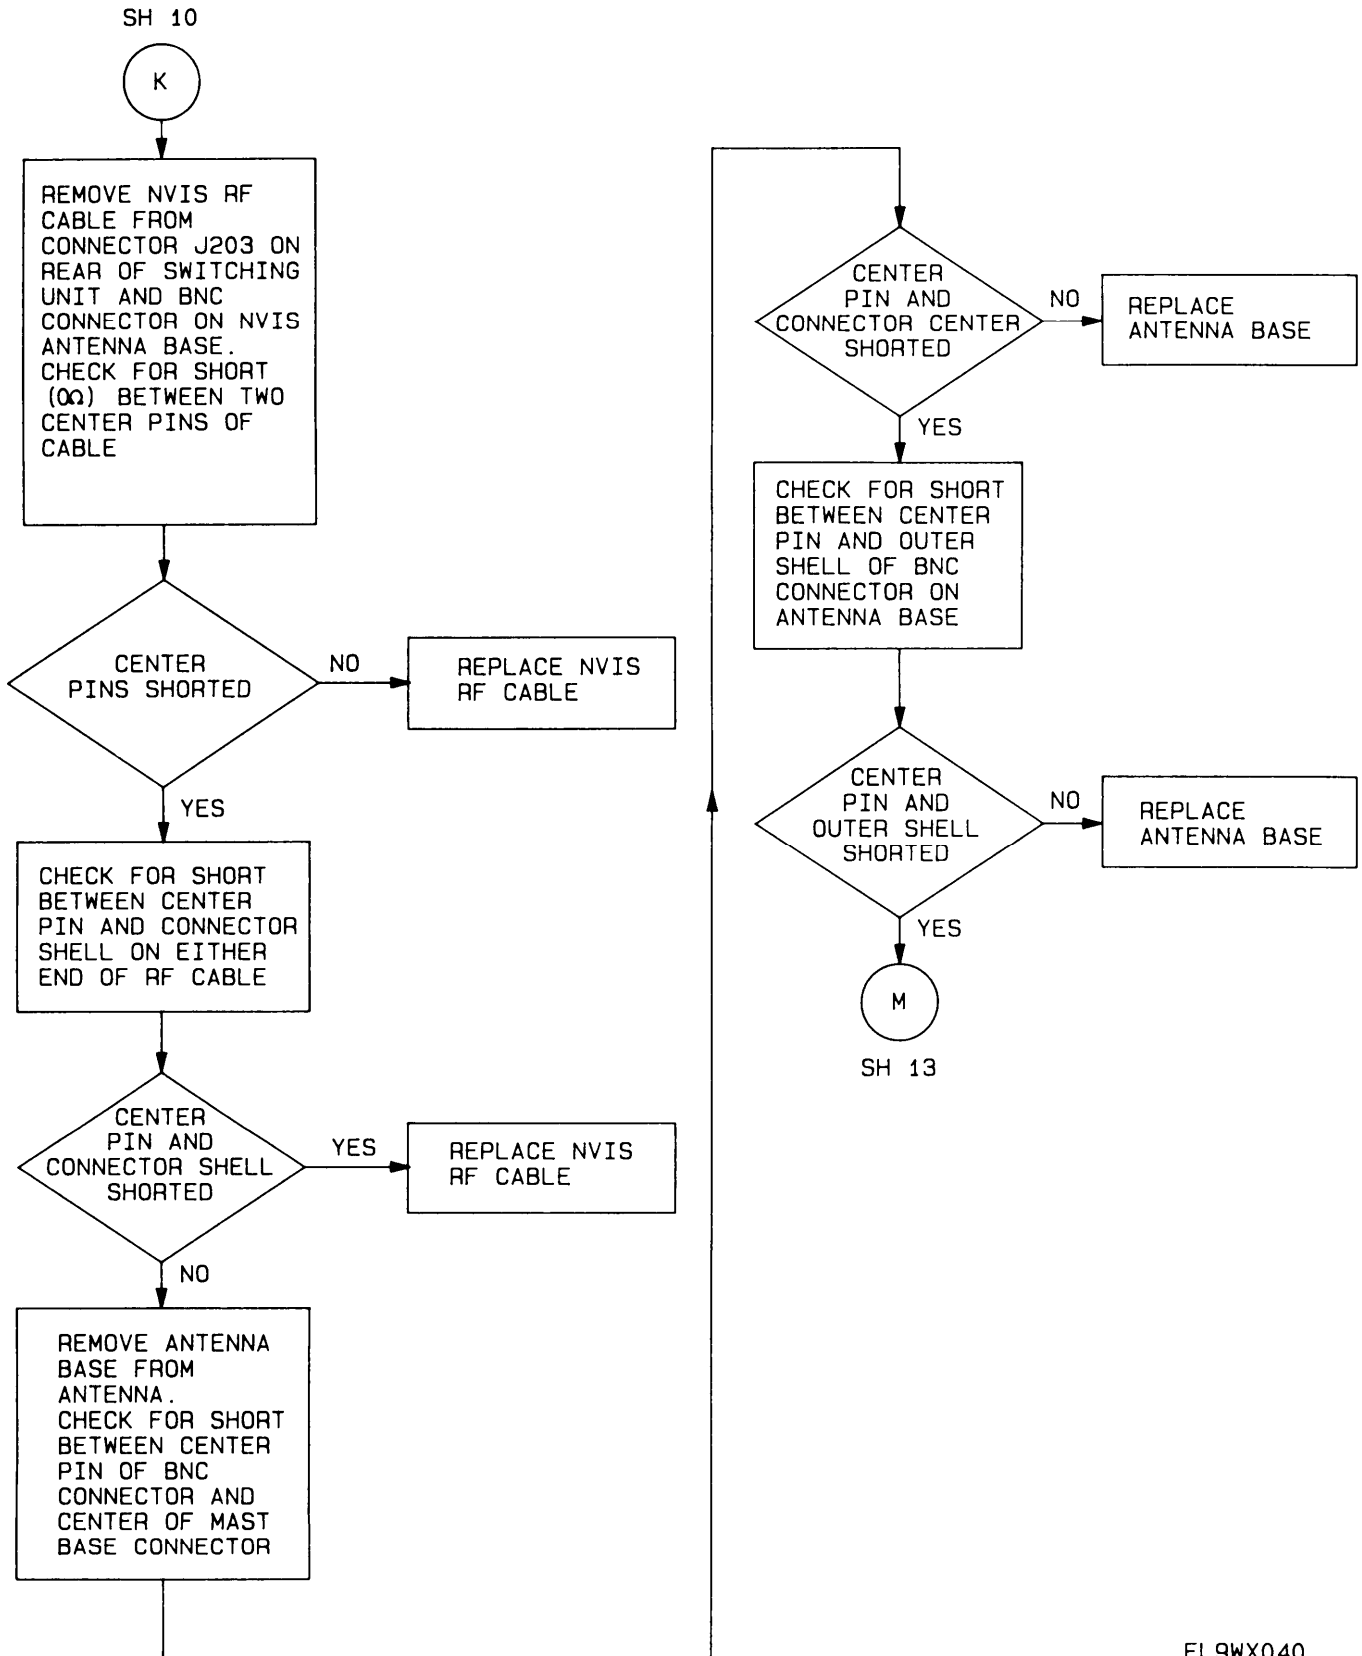 SH 10
K
REMOVE NVIS RF
CABLE FROM
CONNECTOR J203 ON
REAR OF SWITCHING
UNIT AND BNC
CONNECTOR ON NVIS
ANTENNA BASE.
CHECK FOR SHORT
(0Ω) BETWEEN TWO
CENTER PINS OF
CABLE
CENTER
PINS SHORTED
NO
REPLACE NVIS
RF CABLE
YES
CHECK FOR SHORT
BETWEEN CENTER
PIN AND CONNECTOR
SHELL ON EITHER
END OF RF CABLE
CENTER
PIN AND
CONNECTOR SHELL
SHORTED
YES
REPLACE NVIS
RF CABLE
NO
REMOVE ANTENNA
BASE FROM
ANTENNA.
CHECK FOR SHORT
BETWEEN CENTER
PIN OF BNC
CONNECTOR AND
CENTER OF MAST
BASE CONNECTOR
CENTER
PIN AND
CONNECTOR CENTER
SHORTED
NO
REPLACE
ANTENNA BASE
YES
CHECK FOR SHORT
BETWEEN CENTER
PIN AND OUTER
SHELL OF BNC
CONNECTOR ON
ANTENNA BASE
CENTER
PIN AND
OUTER SHELL
SHORTED
NO
REPLACE
ANTENNA BASE
YES
M
SH 13
EL9WX040